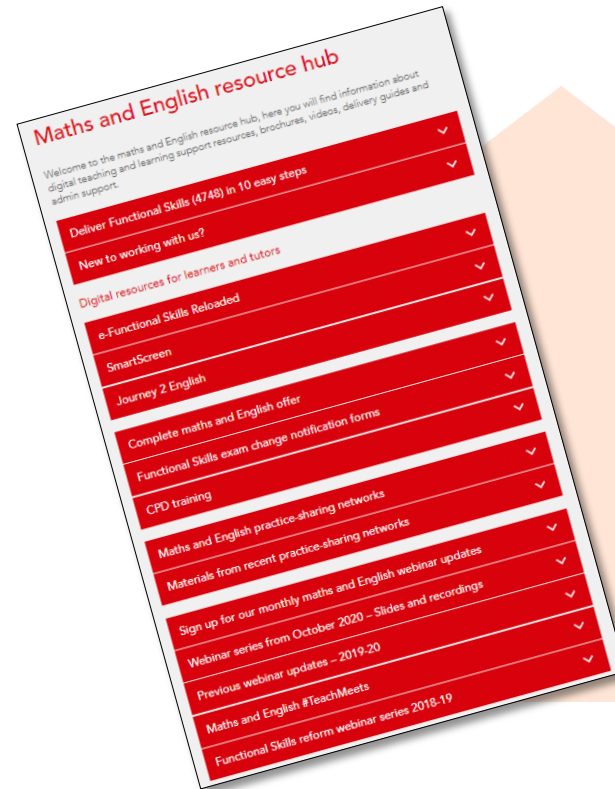 Maths and English resource hub
Welcome to the maths and English resource hub, here you will find information about
digital teaching and learning support resources, brochures, videos, delivery guides and
admin support.
Deliver Functional Skills (4748) in 10 easy steps
New to working with us?
Digital resources for learners and tutors
e-Functional Skills Reloaded
SmartScreen
Journey 2 English
Complete maths and English offer
Functional Skills exam change notification forms
CPD training
Maths and English practice-sharing networks
Materials from recent practice-sharing networks
Sign up for our monthly maths and English webinar updates
Webinar series from October 2020 – Slides and recordings
Previous webinar updates – 2019-20
Maths and English #TeachMeets
Functional Skills reform webinar series 2018-19